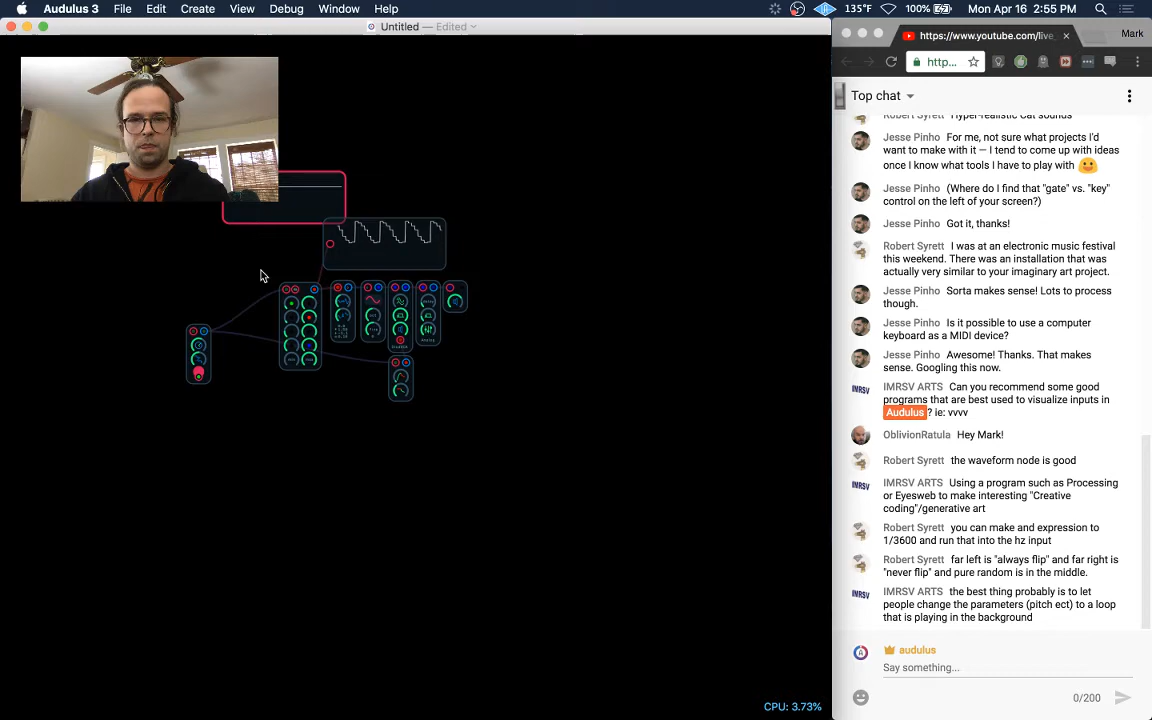 Audulus 3 File Edit View Create Debug Window Help 135°F 100% Mon Apr 16 2:55 PM
Untitled — Edited
https://www.youtube.com/live_ Mark
http...
Top chat
Robert Syrett Hyper-realistic Cat sounds
Jesse Pinho For me, not sure what projects I'd
want to make with it — I tend to come up with ideas
once I know what tools I have to play with
Jesse Pinho (Where do I find that "gate" vs. "key"
control on the left of your screen?)
Jesse Pinho Got it, thanks!
Robert Syrett I was at an electronic music festival
this weekend. There was an installation that was
actually very similar to your imaginary art project.
Jesse Pinho Sorta makes sense! Lots to process
though.
Jesse Pinho Is it possible to use a computer
keyboard as a MIDI device?
Jesse Pinho Awesome! Thanks. That makes
sense. Googling this now.
IMRSV ARTS Can you recommend some good
programs that are best used to visualize inputs in
Audulus ? ie: vvvv
OblivionRatula Hey Mark!
Robert Syrett the waveform node is good
IMRSV ARTS Using a program such as Processing
or Eyesweb to make interesting "Creative
coding"/generative art
Robert Syrett you can make and expression to
1/3600 and run that into the hz input
Robert Syrett far left is "always flip" and far right is
"never flip" and pure random is in the middle.
IMRSV ARTS the best thing probably is to let
people change the parameters (pitch ect) to a loop
that is playing in the background
audulus
Say something...
0/200
CPU: 3.73%